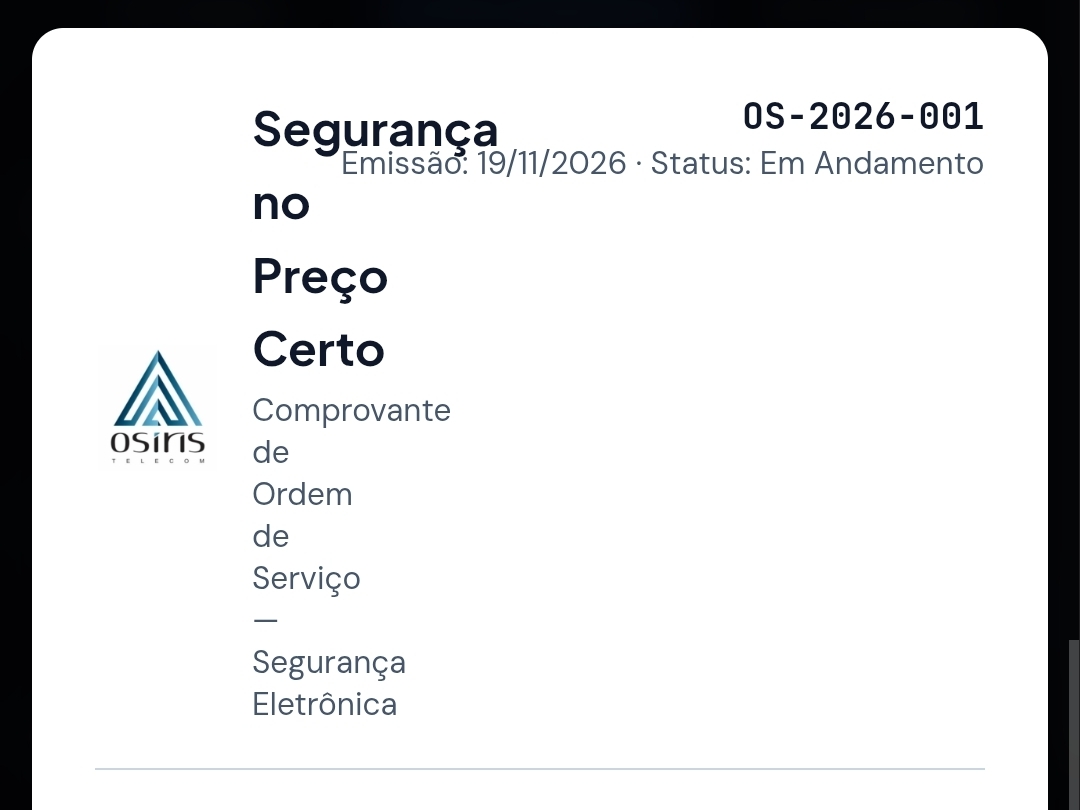 Segurança
no
Preço
Certo
OS-2026-001
Emissão: 19/11/2026 · Status: Em Andamento
osiris
TELECOM
Comprovante
de
Ordem
de
Serviço
—
Segurança
Eletrônica